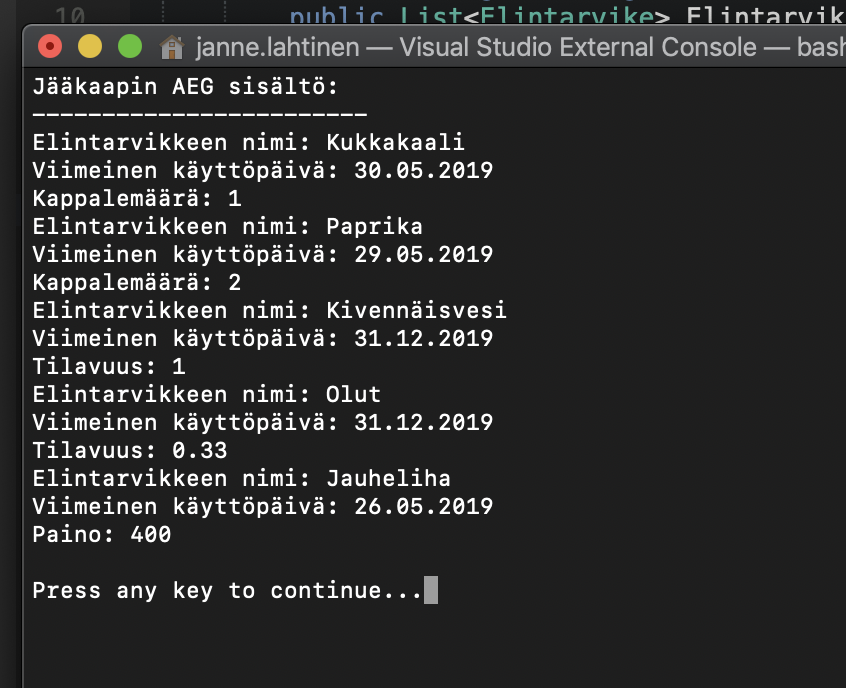 10 public List<Elintarvike> Elintarvik
janne.lahtinen — Visual Studio External Console — bash
Jääkaapin AEG sisältö:
------------------------
Elintarvikkeen nimi: Kukkakaali
Viimeinen käyttöpäivä: 30.05.2019
Kappalemäärä: 1
Elintarvikkeen nimi: Paprika
Viimeinen käyttöpäivä: 29.05.2019
Kappalemäärä: 2
Elintarvikkeen nimi: Kivennäisvesi
Viimeinen käyttöpäivä: 31.12.2019
Tilavuus: 1
Elintarvikkeen nimi: Olut
Viimeinen käyttöpäivä: 31.12.2019
Tilavuus: 0.33
Elintarvikkeen nimi: Jauheliha
Viimeinen käyttöpäivä: 26.05.2019
Paino: 400
Press any key to continue...